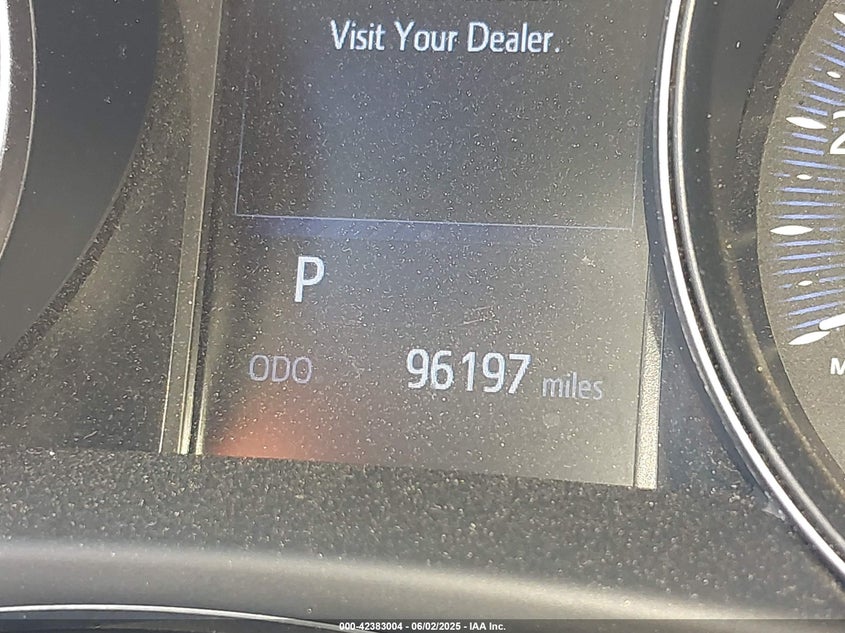 Visit Your Dealer.
P
ODO 96197 miles
000-42383004 - 06/02/2025 - IAA Inc.